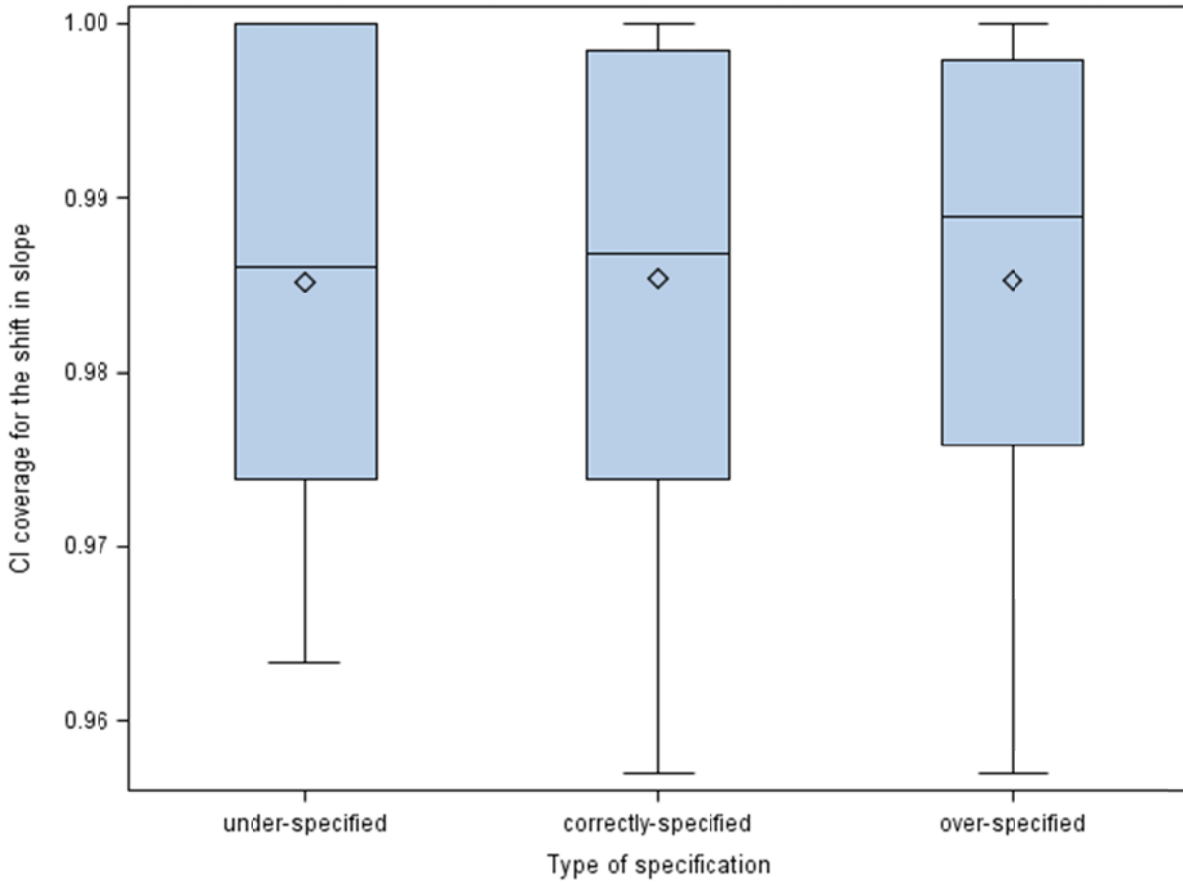 CI coverage for the shift in slope
1.00
0.99
0.98
0.97
0.96
under-specified
correctly-specified
over-specified
Type of specification